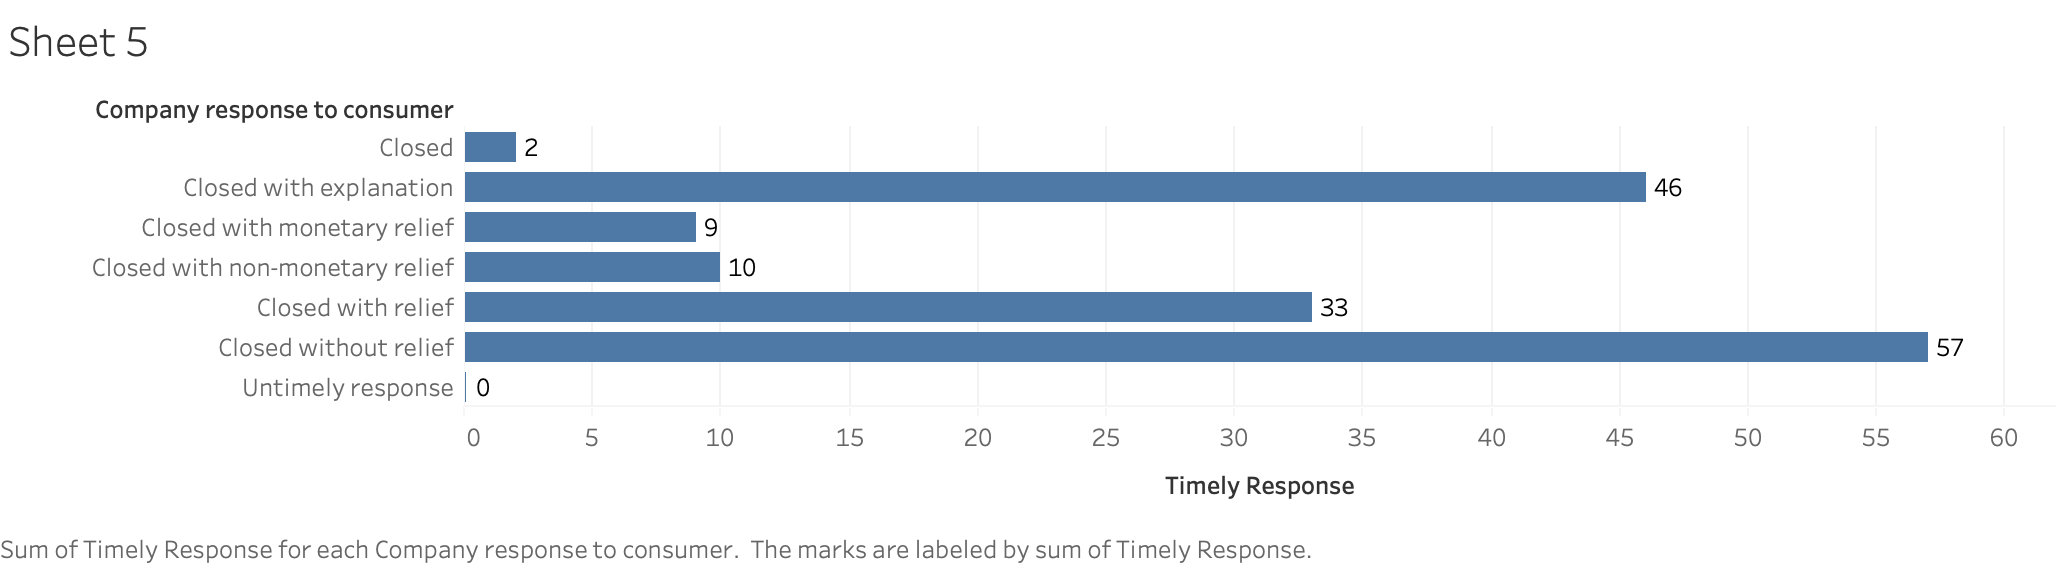 Sheet 5
Company response to consumer
Closed 2
Closed with explanation 46
Closed with monetary relief 9
Closed with non-monetary relief 10
Closed with relief 33
Closed without relief 57
Untimely response 0
0 5 10 15 20 25 30 35 40 45 50 55 60
Timely Response
Sum of Timely Response for each Company response to consumer.  The marks are labeled by sum of Timely Response.